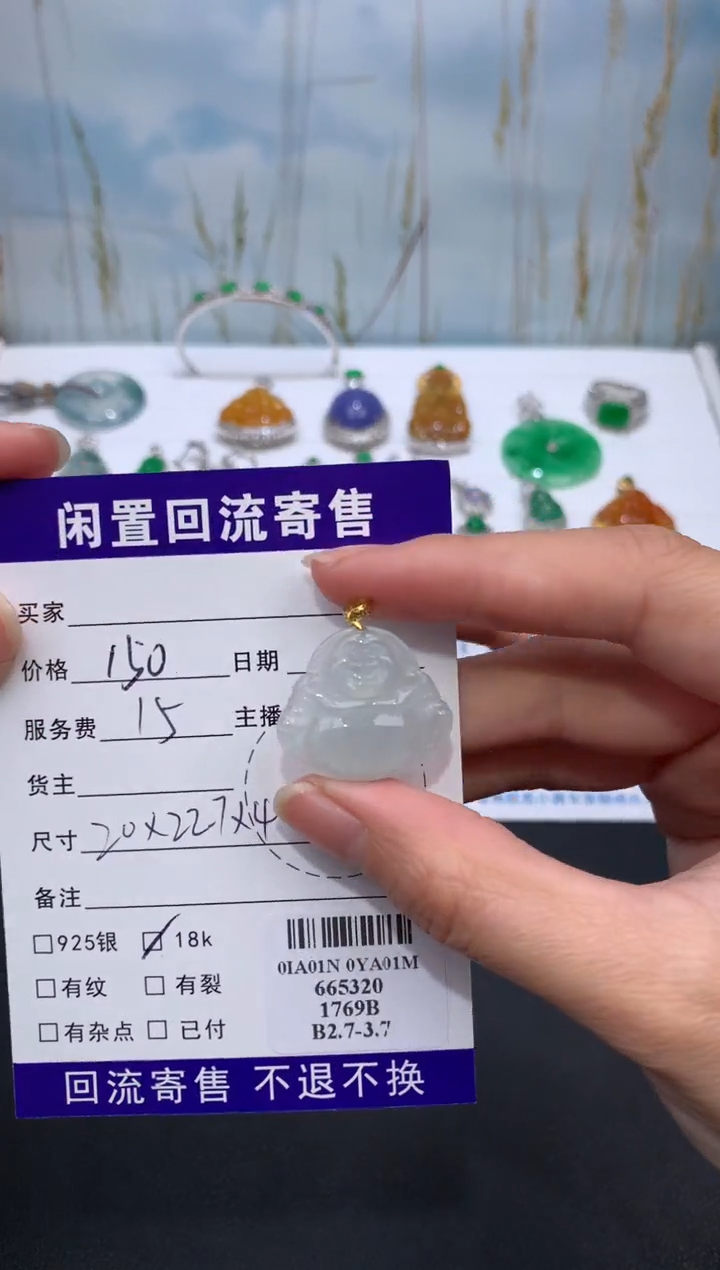 闲置回流寄售
买家
价格 150 日期
服务费 15 主播
货主
尺寸 20X22.7X14
备注
□925银 ☑ 18k
□有纹 □ 有裂
□有杂点 □ 已付
0IA01N 0YA01M
665320
1769B
B2.7-3.7
回流寄售 不退不换